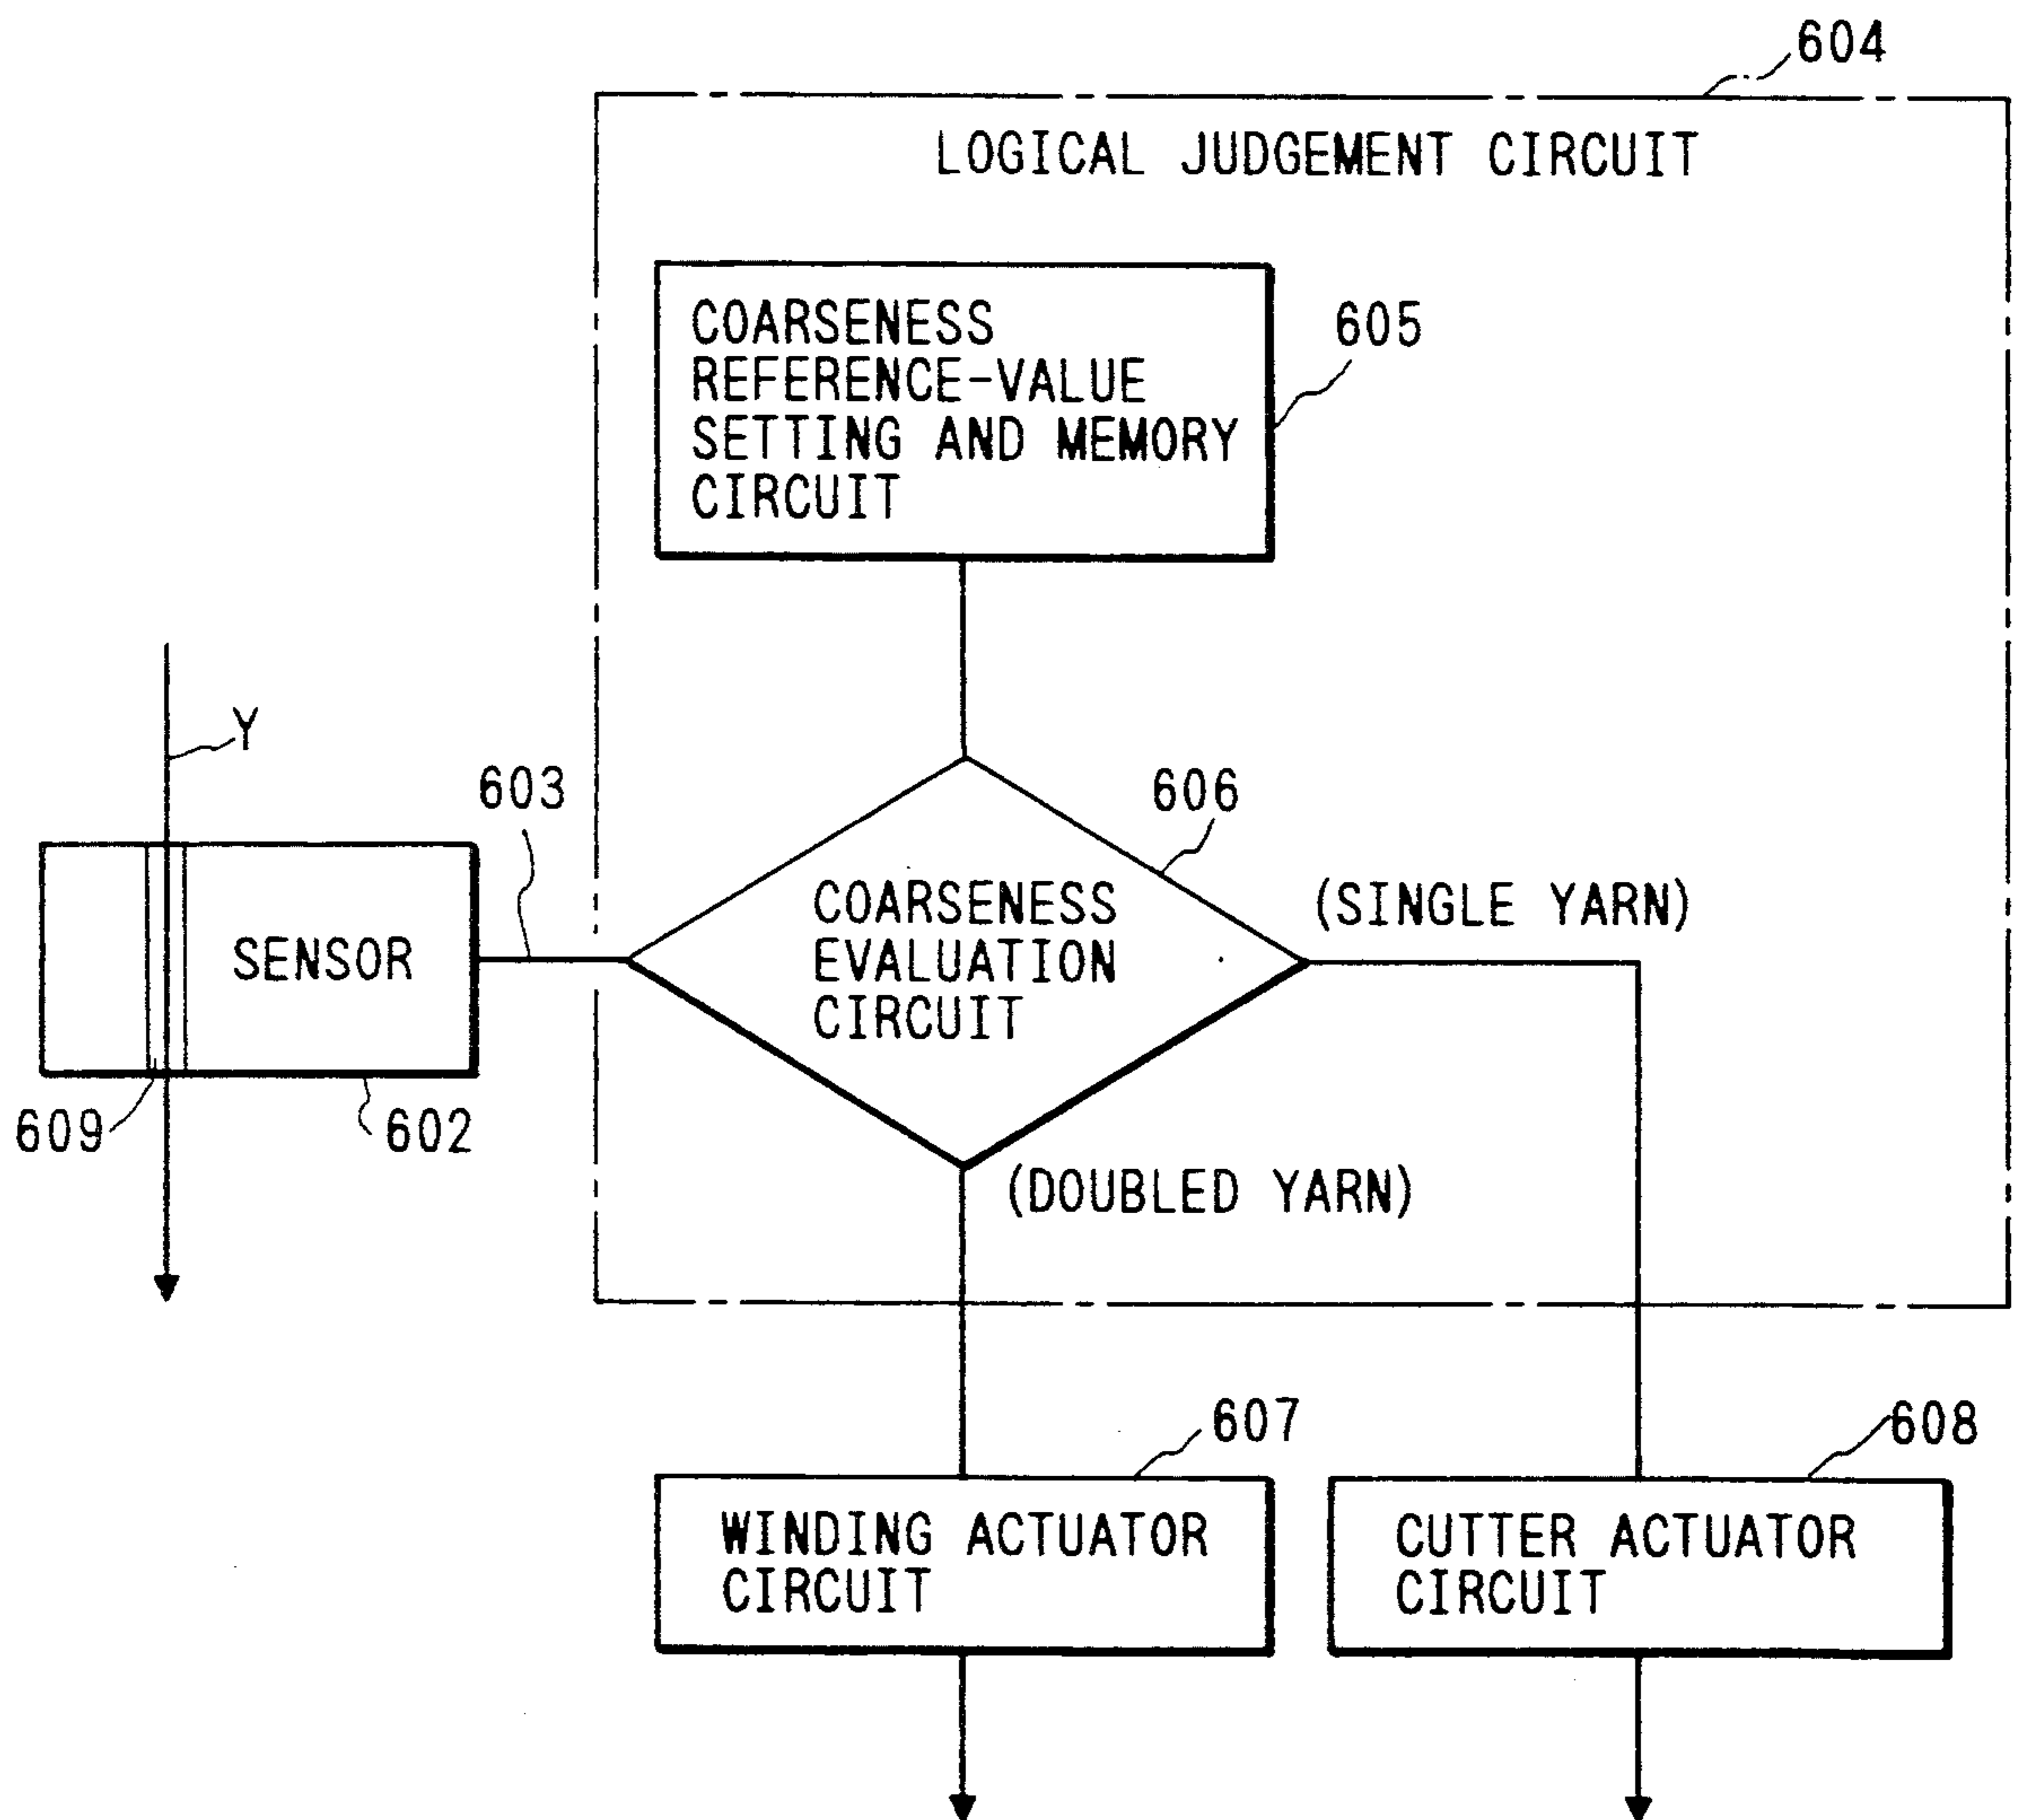 604
LOGICAL JUDGEMENT CIRCUIT
COARSENESS
REFERENCE-VALUE
SETTING AND MEMORY
CIRCUIT
605
Y
603
606
COARSENESS
EVALUATION
CIRCUIT
(SINGLE YARN)
SENSOR
609
602
(DOUBLED YARN)
607
608
WINDING ACTUATOR
CIRCUIT
CUTTER ACTUATOR
CIRCUIT